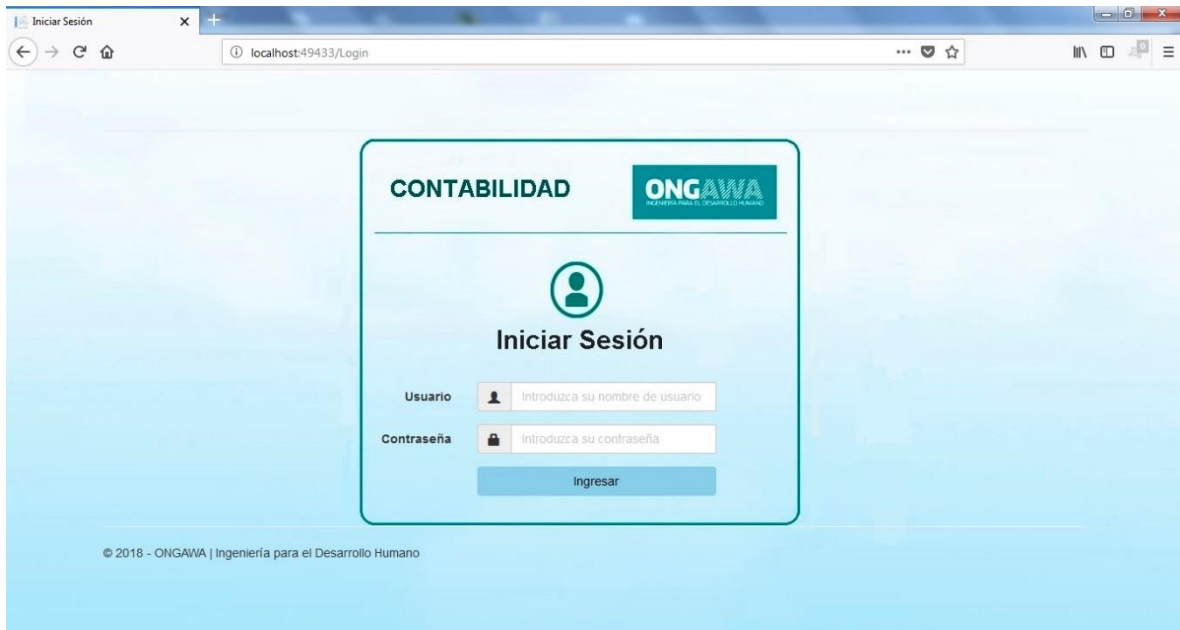 Iniciar Sesión
localhost:49433/Login
0
CONTABILIDAD
ONGAWA
INGENIERÍA PARA EL DESARROLLO HUMANO
Iniciar Sesión
Usuario
Introduzca su nombre de usuario
Contraseña
Introduzca su contraseña
Ingresar
© 2018 - ONGAWA | Ingeniería para el Desarrollo Humano